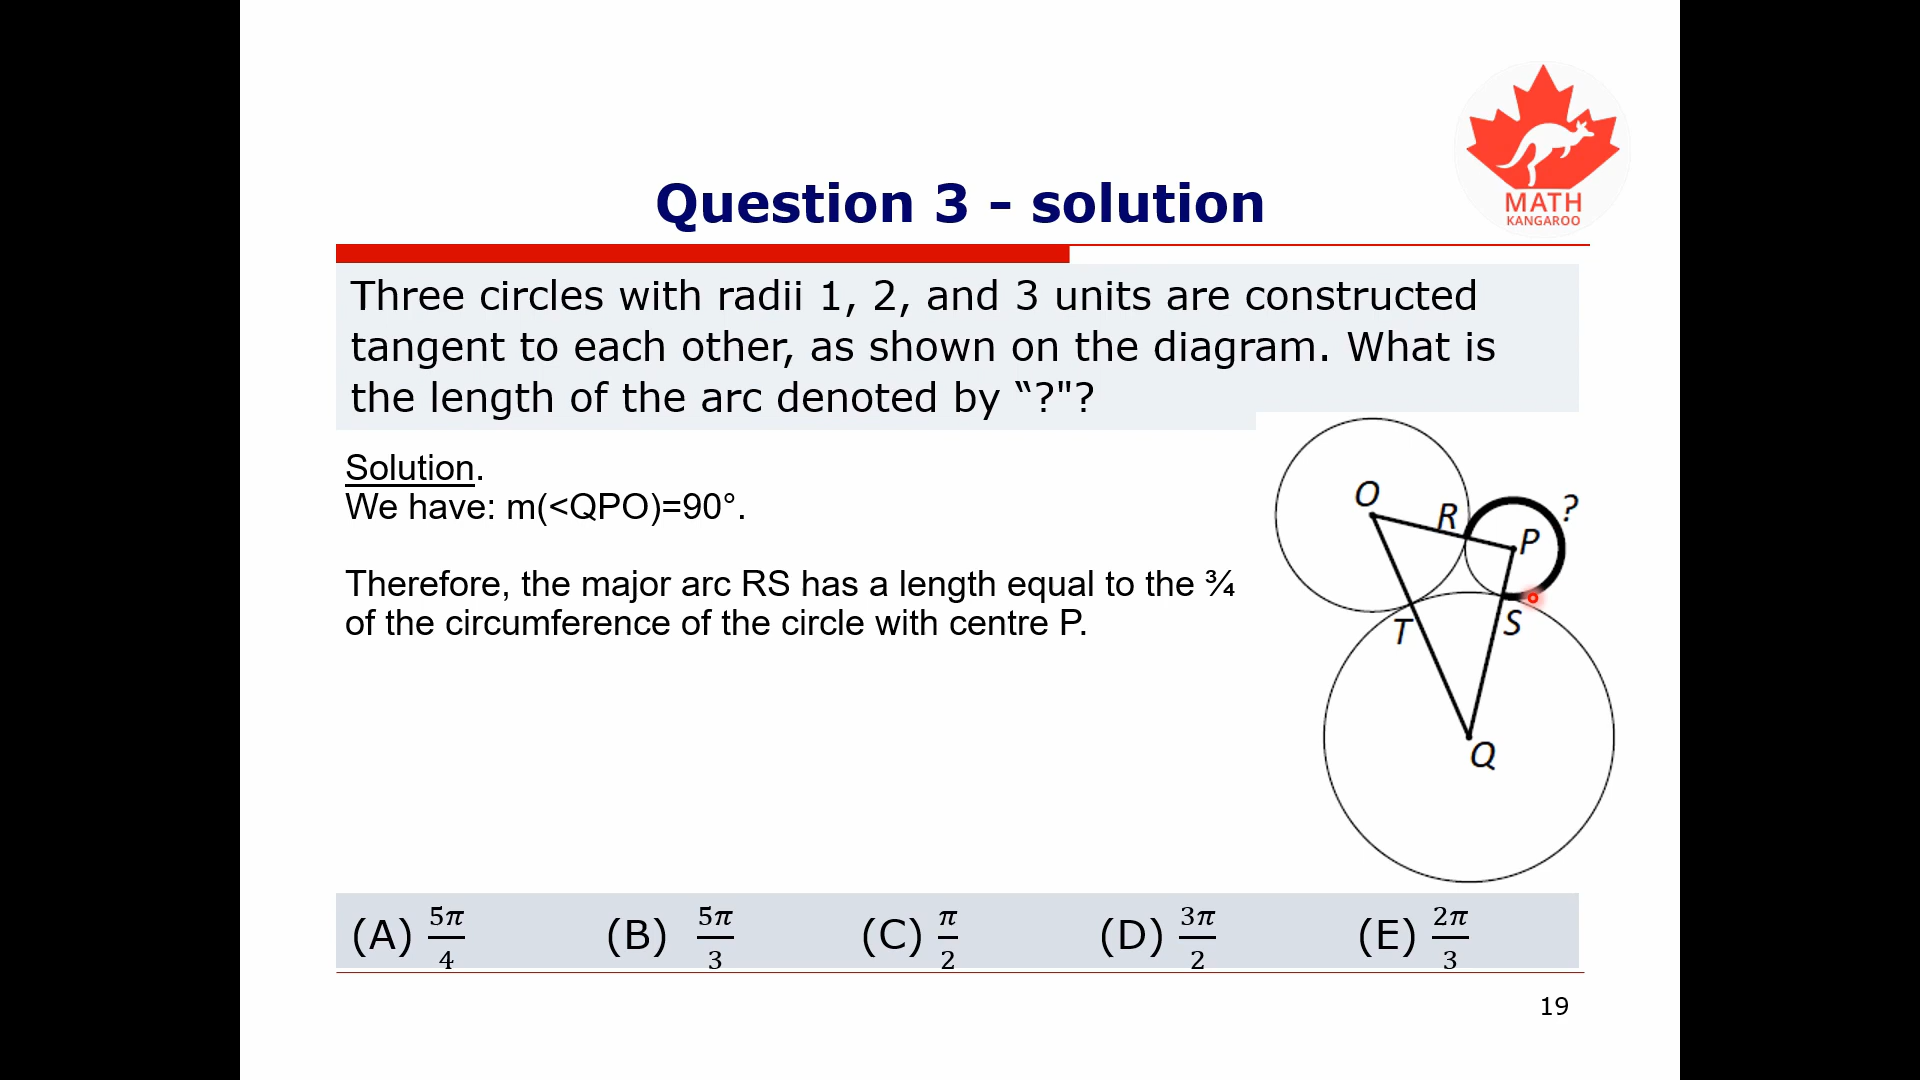 MATH
KANGAROO
Question 3 – solution
Three circles with radii 1, 2, and 3 units are constructed
tangent to each other, as shown on the diagram. What is
the length of the arc denoted by “?"?
Solution.
We have: m(<QPO)=90°.
Therefore, the major arc RS has a length equal to the ¾
of the circumference of the circle with centre P.
O
R
?
P
T
S
Q
(A) 5π/4 (B) 5π/3 (C) π/2 (D) 3π/2 (E) 2π/3
19